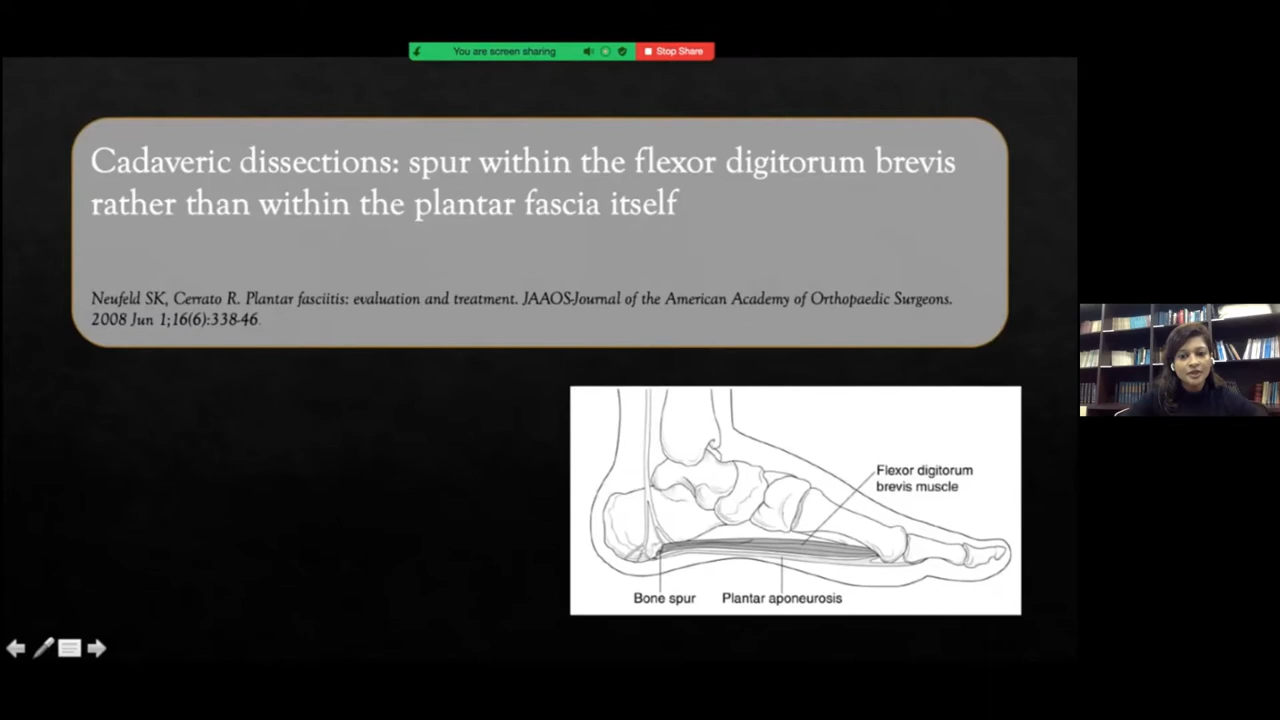 You are screen sharing
Stop Share
Cadaveric dissections: spur within the flexor digitorum brevis
rather than within the plantar fascia itself
Neufeld SK, Cerrato R. Plantar fasciitis: evaluation and treatment. JAAOS-Journal of the American Academy of Orthopaedic Surgeons.
2008 Jun 1;16(6):338-46.
Flexor digitorum
brevis muscle
Bone spur
Plantar aponeurosis